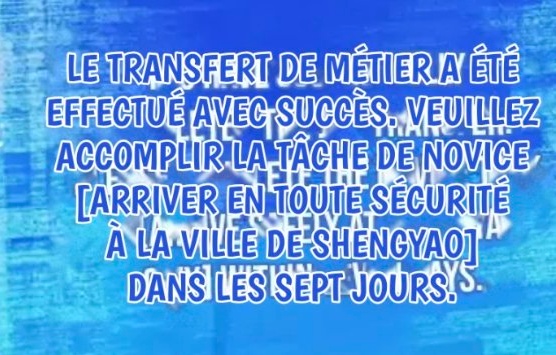 LE TRANSFERT DE MÉTIER A ÉTÉ
EFFECTUÉ AVEC SUCCÈS. VEUILLEZ
ACCOMPLIR LA TÂCHE DE NOVICE
[ARRIVER EN TOUTE SÉCURITÉ
À LA VILLE DE SHENGYAO]
DANS LES SEPT JOURS.